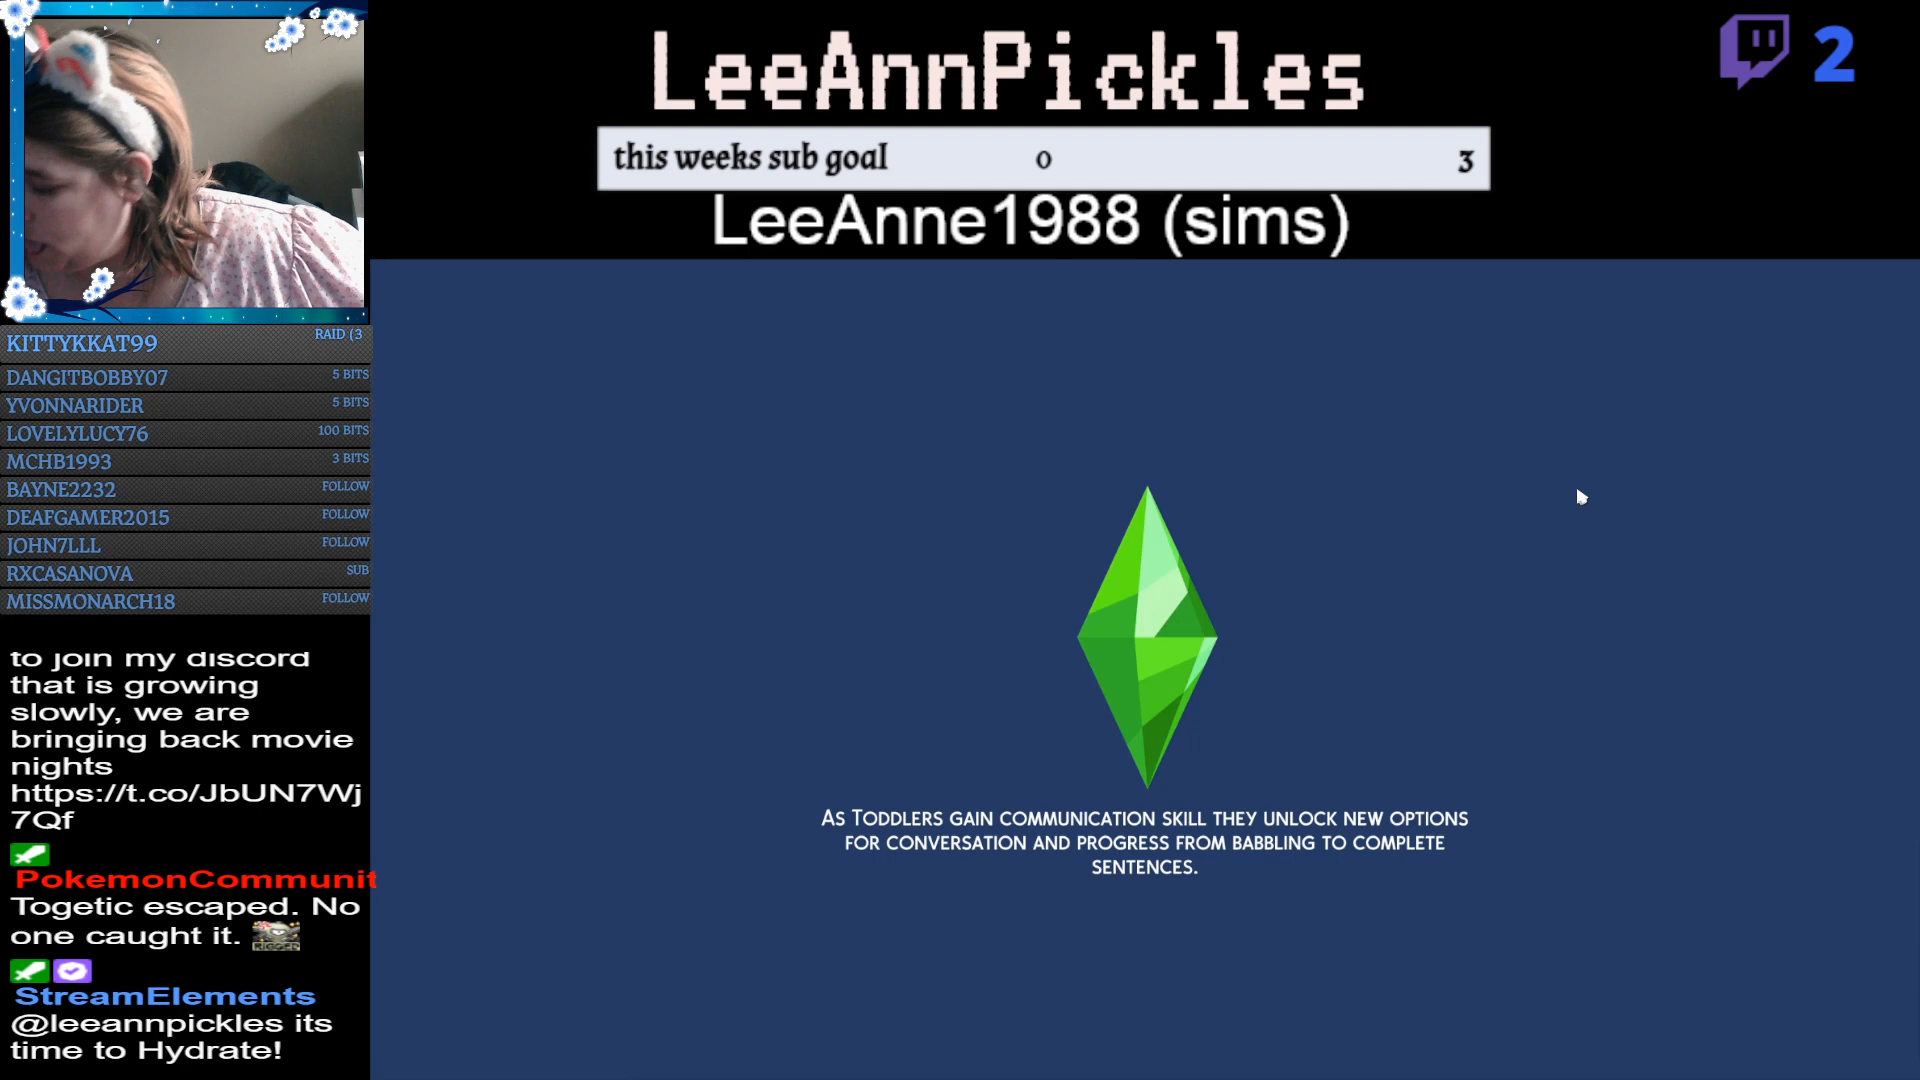 LeeAnnPickles
2
this weeks sub goal 0 3
LeeAnne1988 (sims)
KITTYKKAT99 RAID (3
DANGITBOBBY07 5 BITS
YVONNARIDER 5 BITS
LOVELYLUCY76 100 BITS
MCHB1993 3 BITS
BAYNE2232 FOLLOW
DEAFGAMER2015 FOLLOW
JOHN7LLL FOLLOW
RXCASANOVA SUB
MISSMONARCH18 FOLLOW
to join my discord
that is growing
slowly, we are
bringing back movie
nights
https://t.co/JbUN7Wj
7Qf
PokemonCommunit
Togetic escaped. No
one caught it.
RIGGED
StreamElements
@leeannpickles its
time to Hydrate!
AS TODDLERS GAIN COMMUNICATION SKILL THEY UNLOCK NEW OPTIONS
FOR CONVERSATION AND PROGRESS FROM BABBLING TO COMPLETE
SENTENCES.